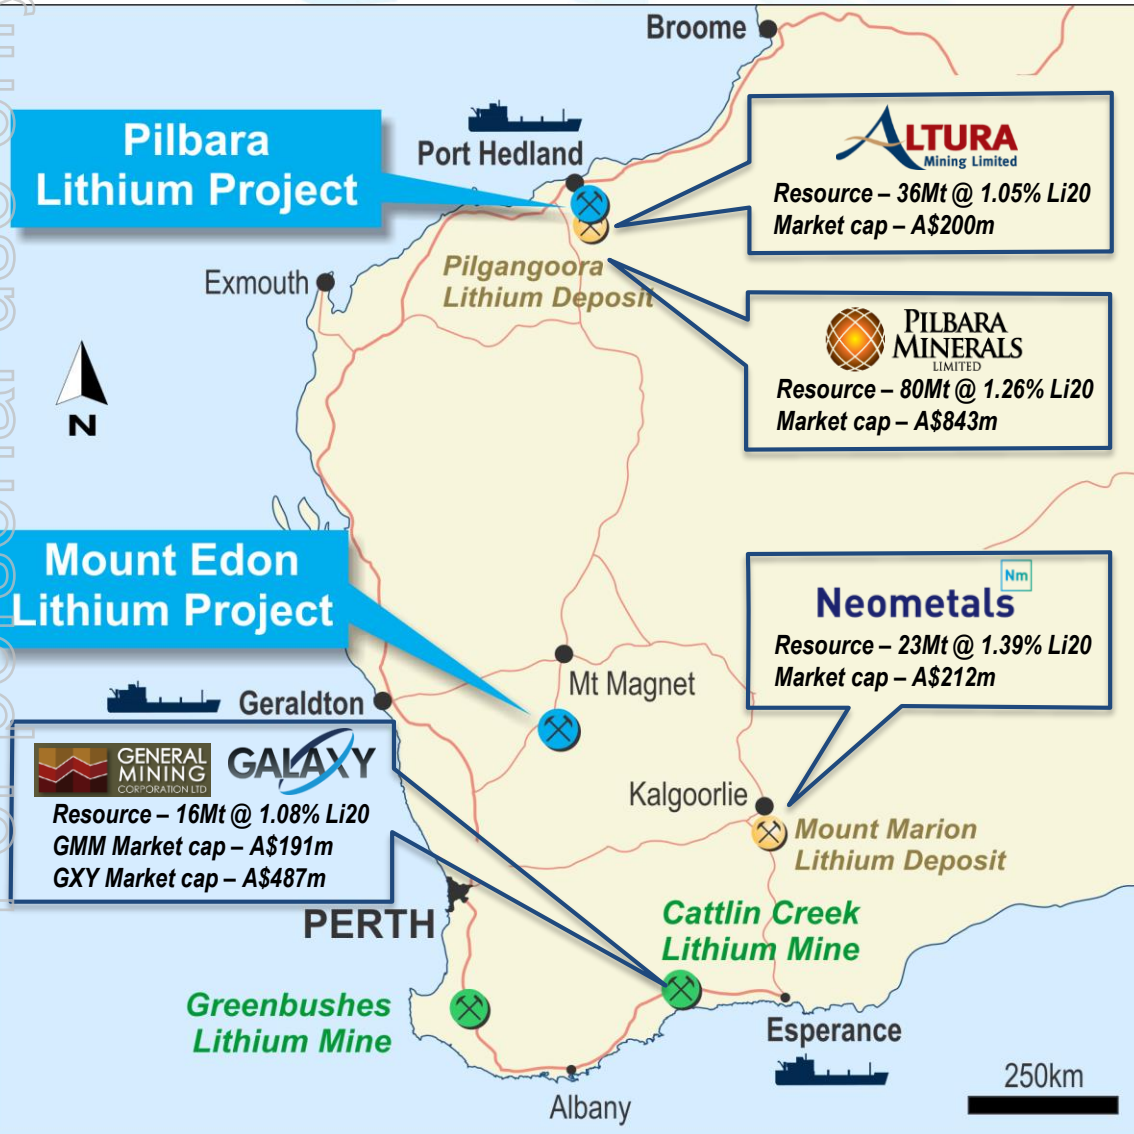 Broome
Pilbara
Lithium Project
Port Hedland
ALTURA
Mining Limited
Resource – 36Mt @ 1.05% Li20
Market cap – A$200m
Exmouth
Pilgangoora
Lithium Deposit
PILBARA
MINERALS
LIMITED
Resource – 80Mt @ 1.26% Li20
Market cap – A$843m
N
Mount Edon
Lithium Project
Nm
Neometals
Resource – 23Mt @ 1.39% Li20
Market cap – A$212m
Mt Magnet
Geraldton
GENERAL
MINING
CORPORATION LTD
GALAXY
Resource – 16Mt @ 1.08% Li20
GMM Market cap – A$191m
GXY Market cap – A$487m
Kalgoorlie
Mount Marion
Lithium Deposit
PERTH
Cattlin Creek
Lithium Mine
Greenbushes
Lithium Mine
Esperance
250km
Albany